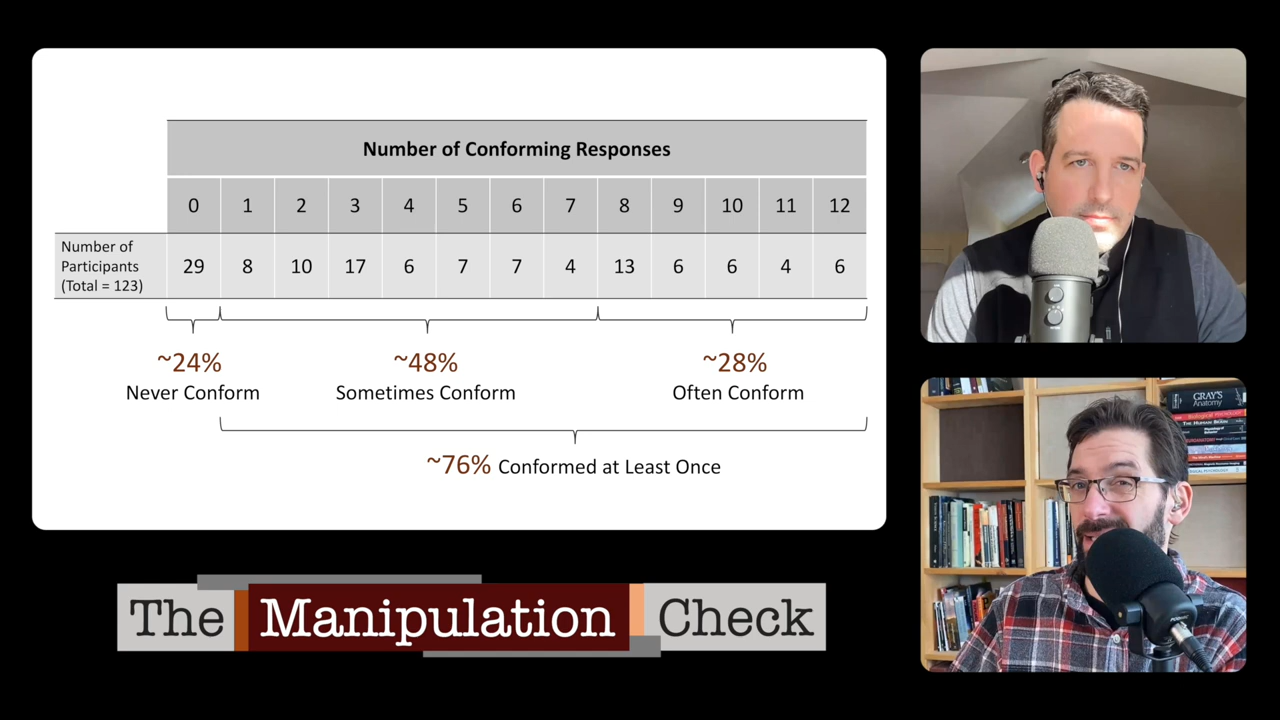 Number of Conforming Responses
0 1 2 3 4 5 6 7 8 9 10 11 12
Number of
Participants
(Total = 123)
29 8 10 17 6 7 7 4 13 6 6 4 6
~24%
Never Conform
~48%
Sometimes Conform
~28%
Often Conform
~76% Conformed at Least Once
The Manipulation Check
GRAY'S
Anatomy